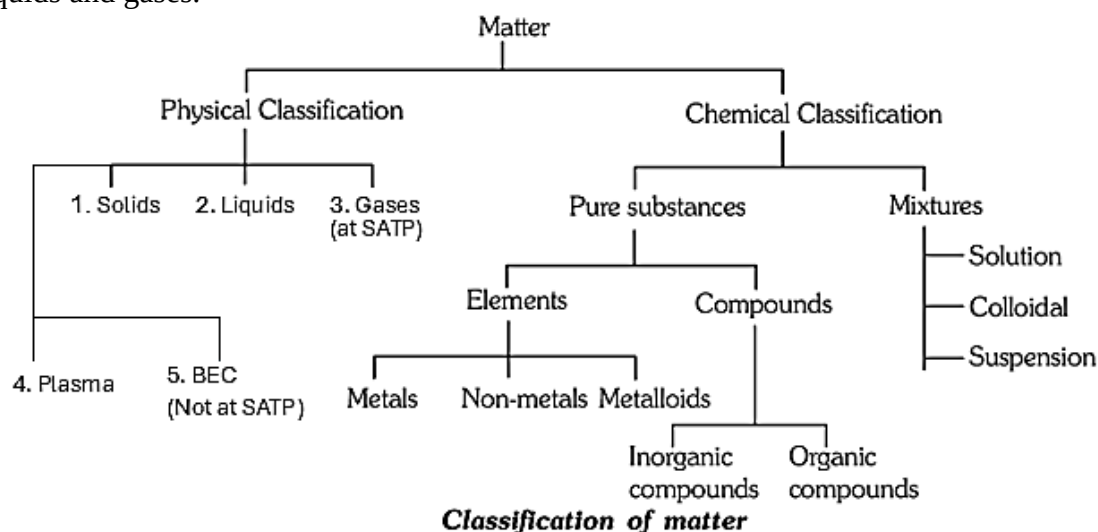 quids and gases.
Matter
Physical Classification
Chemical Classification
1. Solids 2. Liquids 3. Gases
(at SATP)
Pure substances
Mixtures
Solution
Colloidal
Suspension
Elements
Compounds
4. Plasma
5. BEC
(Not at SATP)
Metals Non-metals Metalloids
Inorganic
compounds
Organic
compounds
Classification of matter